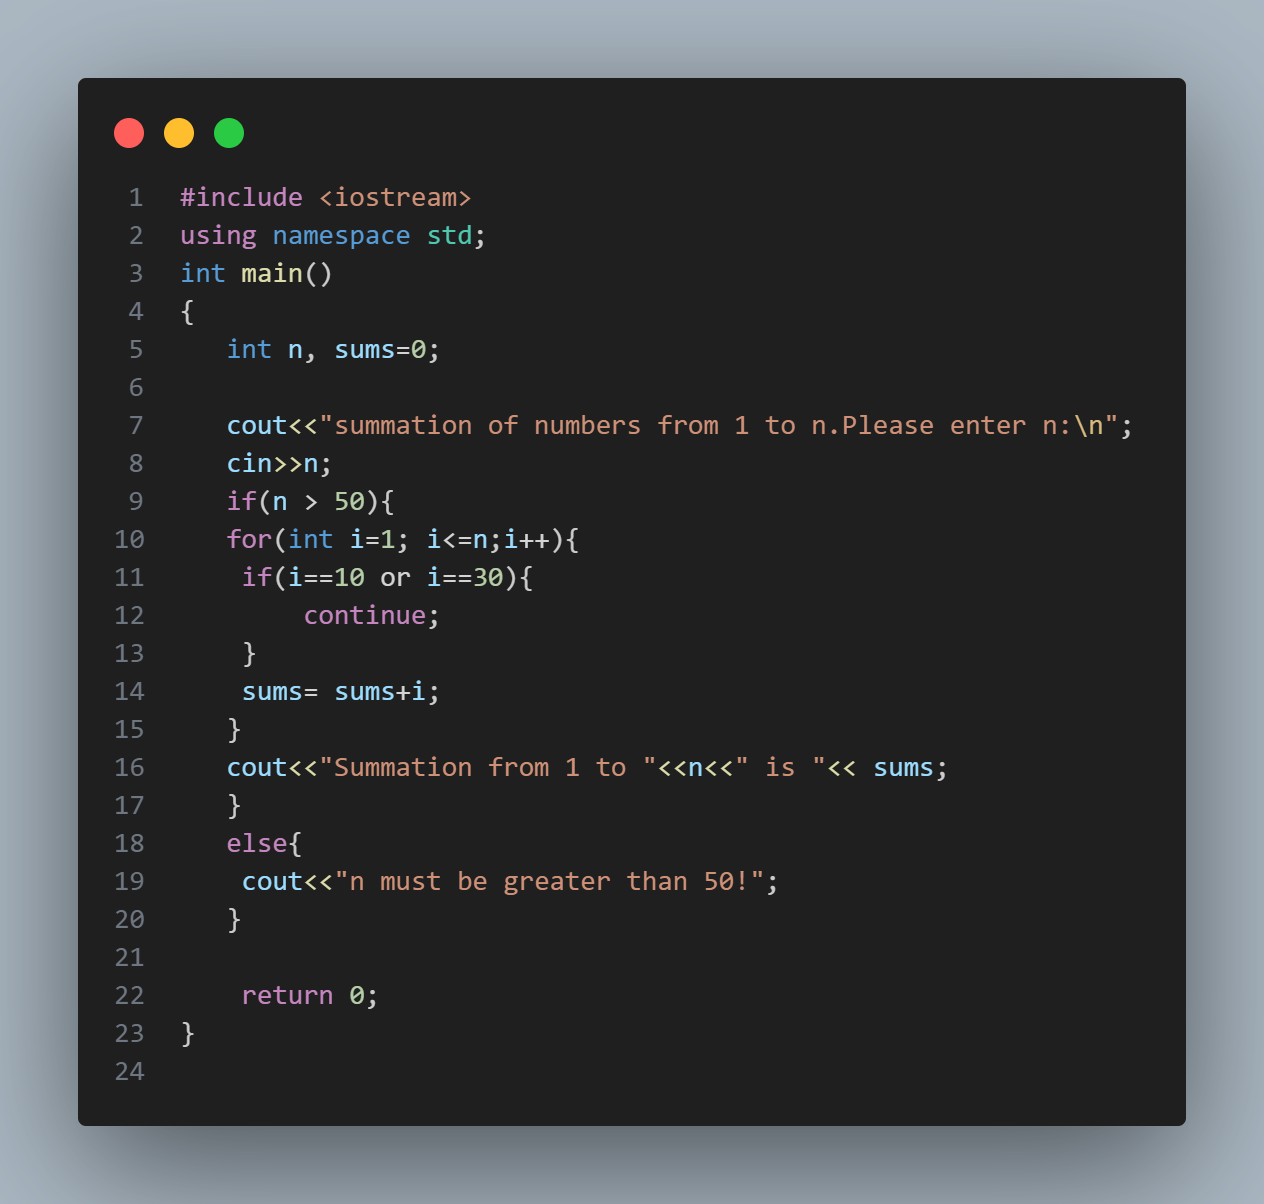 1 #include <iostream>
2 using namespace std;
3 int main()
4 {
5    int n, sums=0;
6
7    cout<<"summation of numbers from 1 to n.Please enter n:\n";
8    cin>>n;
9    if(n > 50){
10    for(int i=1; i<=n;i++){
11     if(i==10 or i==30){
12         continue;
13     }
14     sums= sums+i;
15    }
16    cout<<"Summation from 1 to "<<n<<" is "<< sums;
17    }
18    else{
19     cout<<"n must be greater than 50!";
20    }
21
22     return 0;
23 }
24